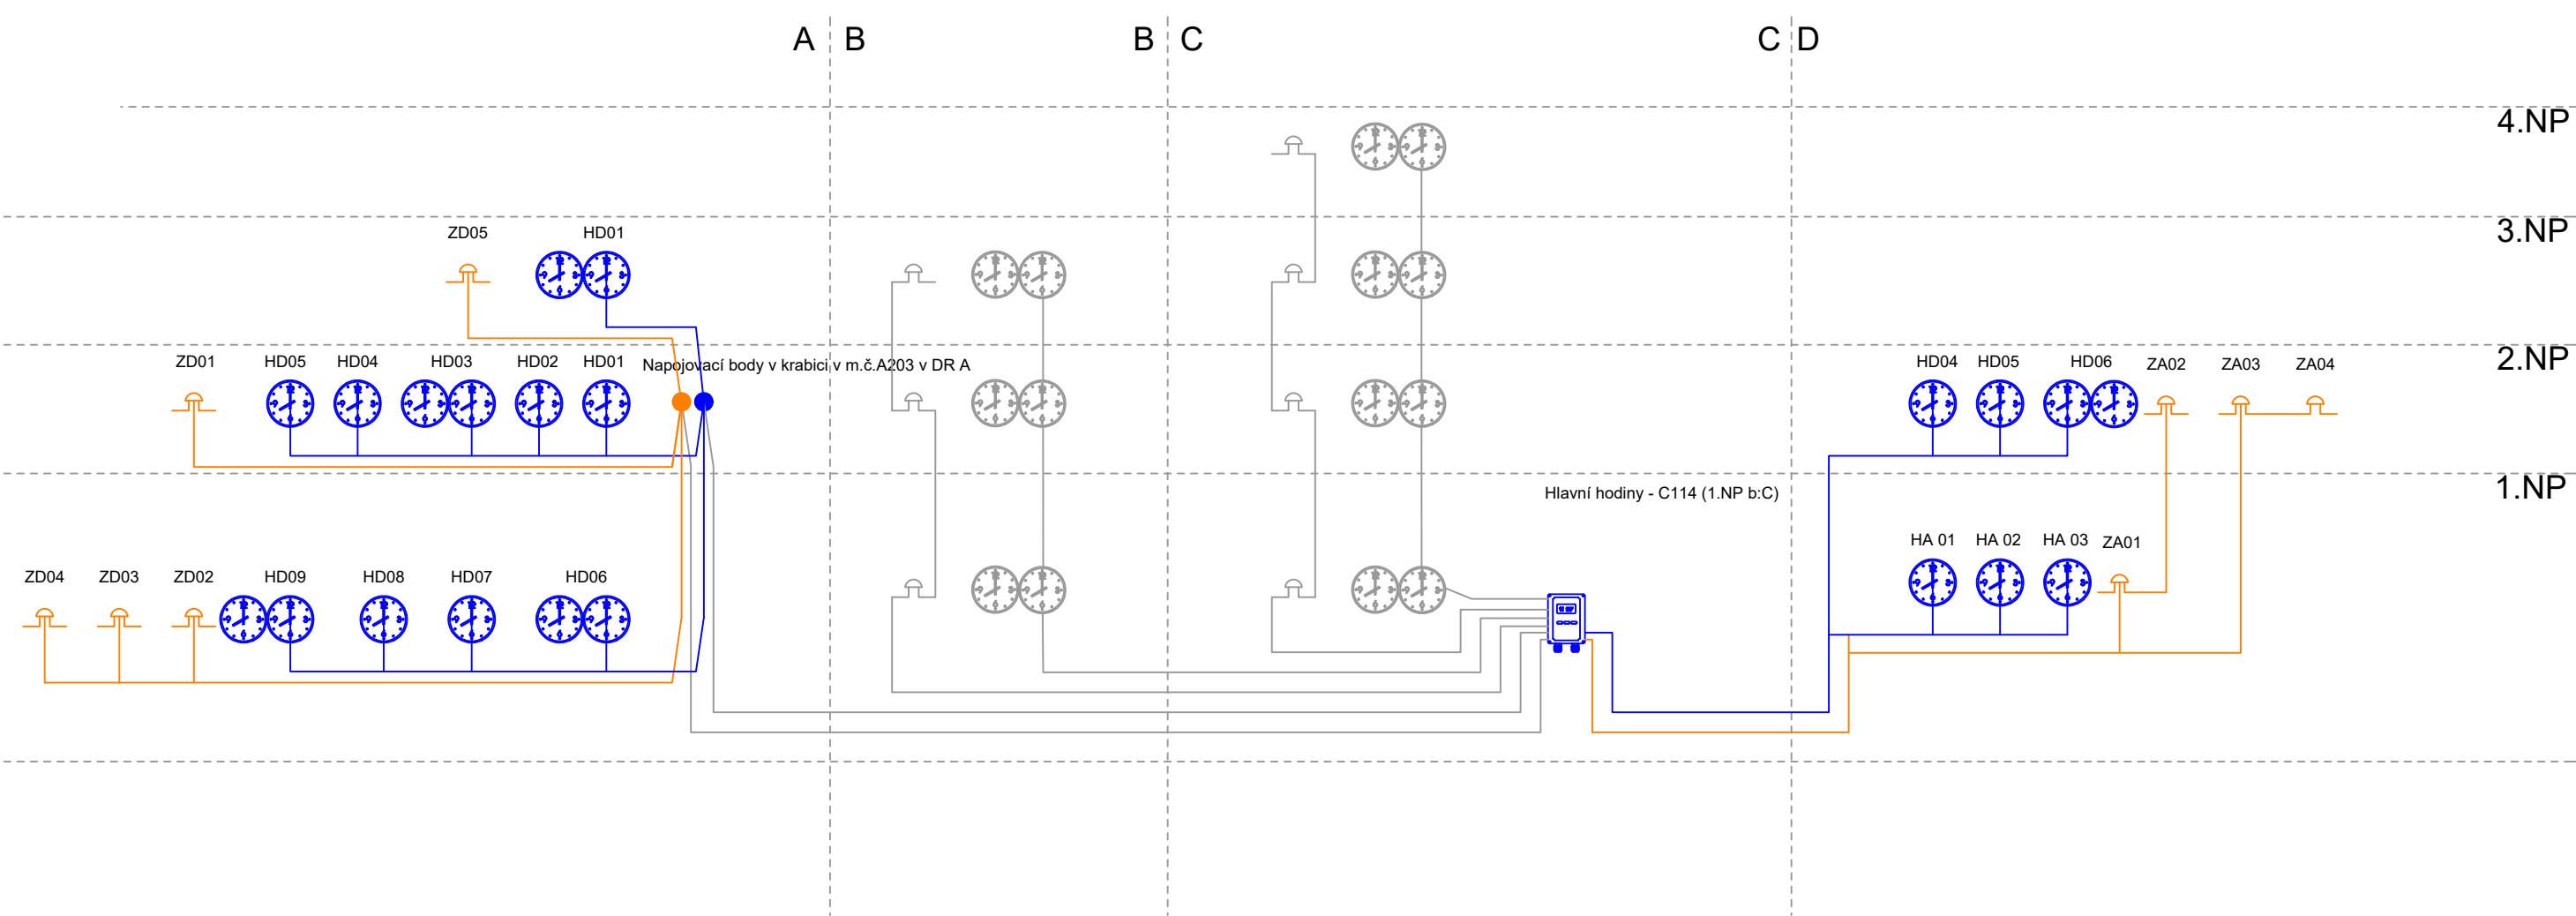 A B B C C D
4.NP
3.NP
ZD05 HD01
2.NP
ZD01 HD05 HD04 HD03 HD02 HD01 Napojovací body v krabici v m.č.A203 v DR A HD04 HD05 HD06 ZA02 ZA03 ZA04
1.NP
Hlavní hodiny - C114 (1.NP b:C)
HA 01 HA 02 HA 03 ZA01
ZD04 ZD03 ZD02 HD09 HD08 HD07 HD06